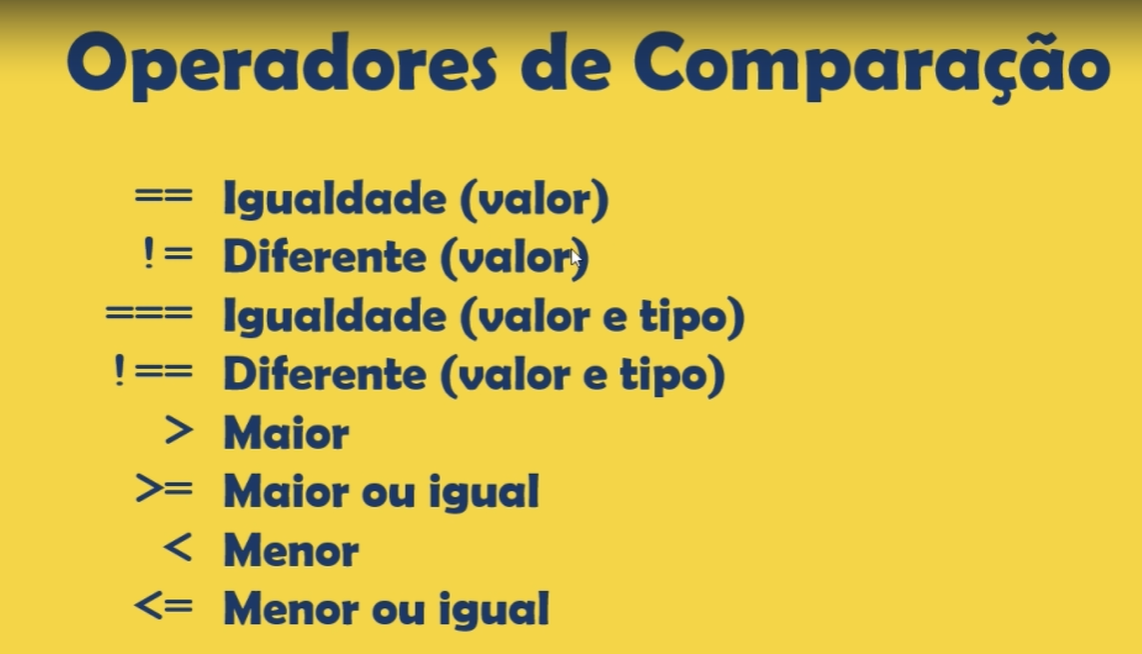 Operadores de Comparação
== Igualdade (valor)
!= Diferente (valor)
=== Igualdade (valor e tipo)
!== Diferente (valor e tipo)
> Maior
>= Maior ou igual
< Menor
<= Menor ou igual